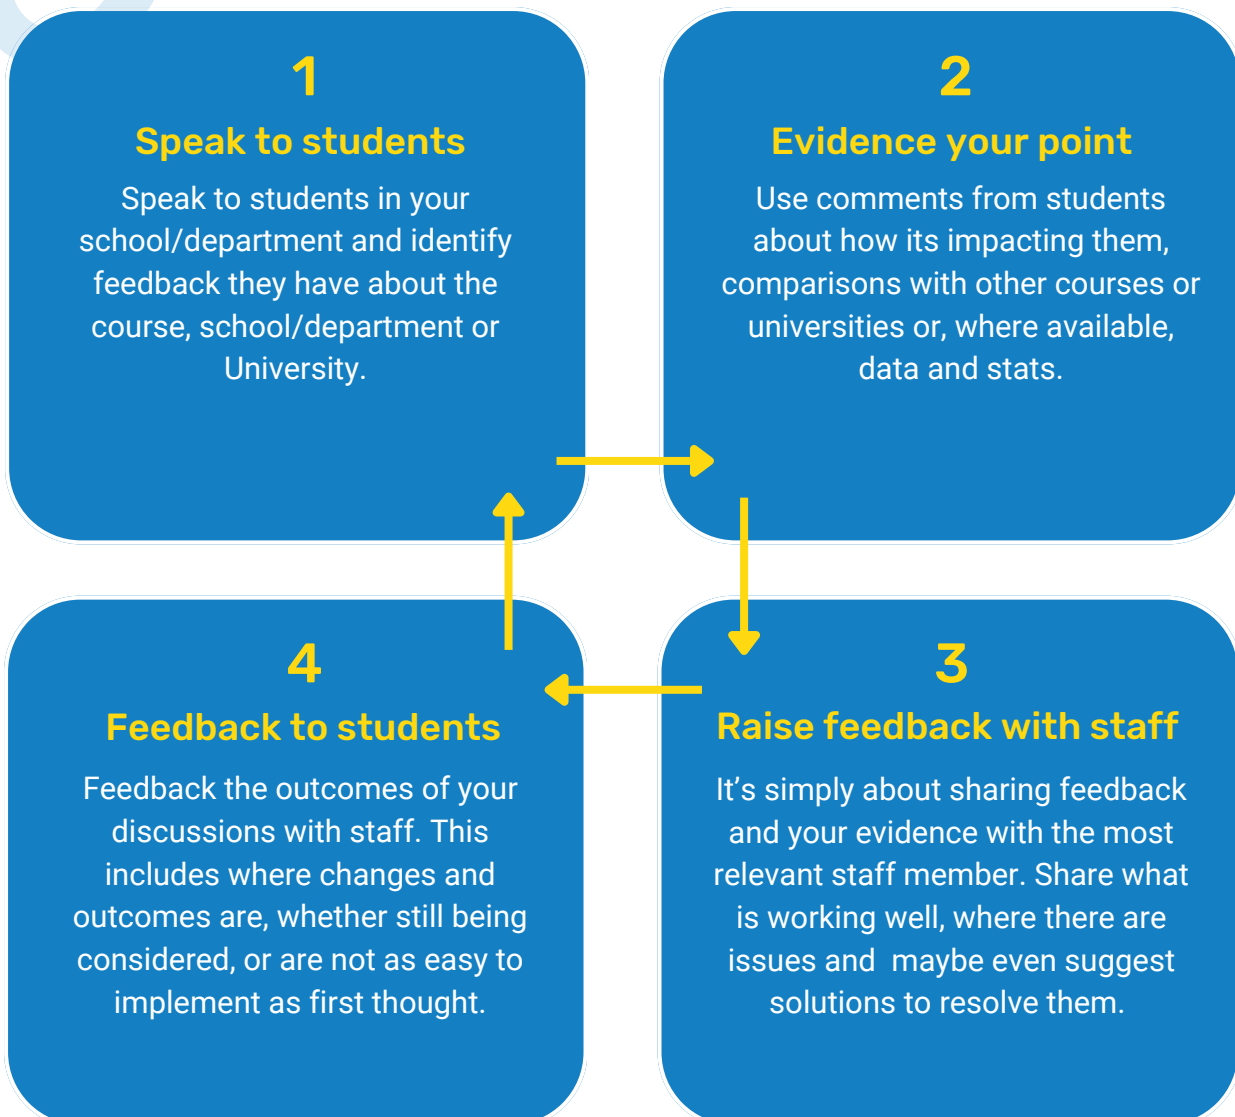 1
Speak to students
Speak to students in your
school/department and identify
feedback they have about the
course, school/department or
University.
2
Evidence your point
Use comments from students
about how its impacting them,
comparisons with other courses or
universities or, where available,
data and stats.
3
Raise feedback with staff
It’s simply about sharing feedback
and your evidence with the most
relevant staff member. Share what
is working well, where there are
issues and  maybe even suggest
solutions to resolve them.
4
Feedback to students
Feedback the outcomes of your
discussions with staff. This
includes where changes and
outcomes are, whether still being
considered, or are not as easy to
implement as first thought.